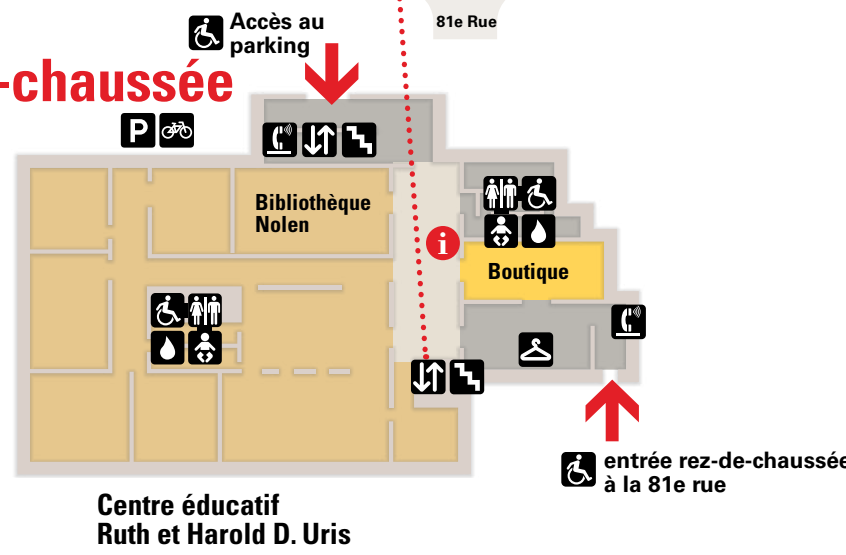 81e Rue
Accès au
parking
-chaussée
P
Bibliothèque
Nolen
i
Boutique
entrée rez-de-chaussée
à la 81e rue
Centre éducatif
Ruth et Harold D. Uris